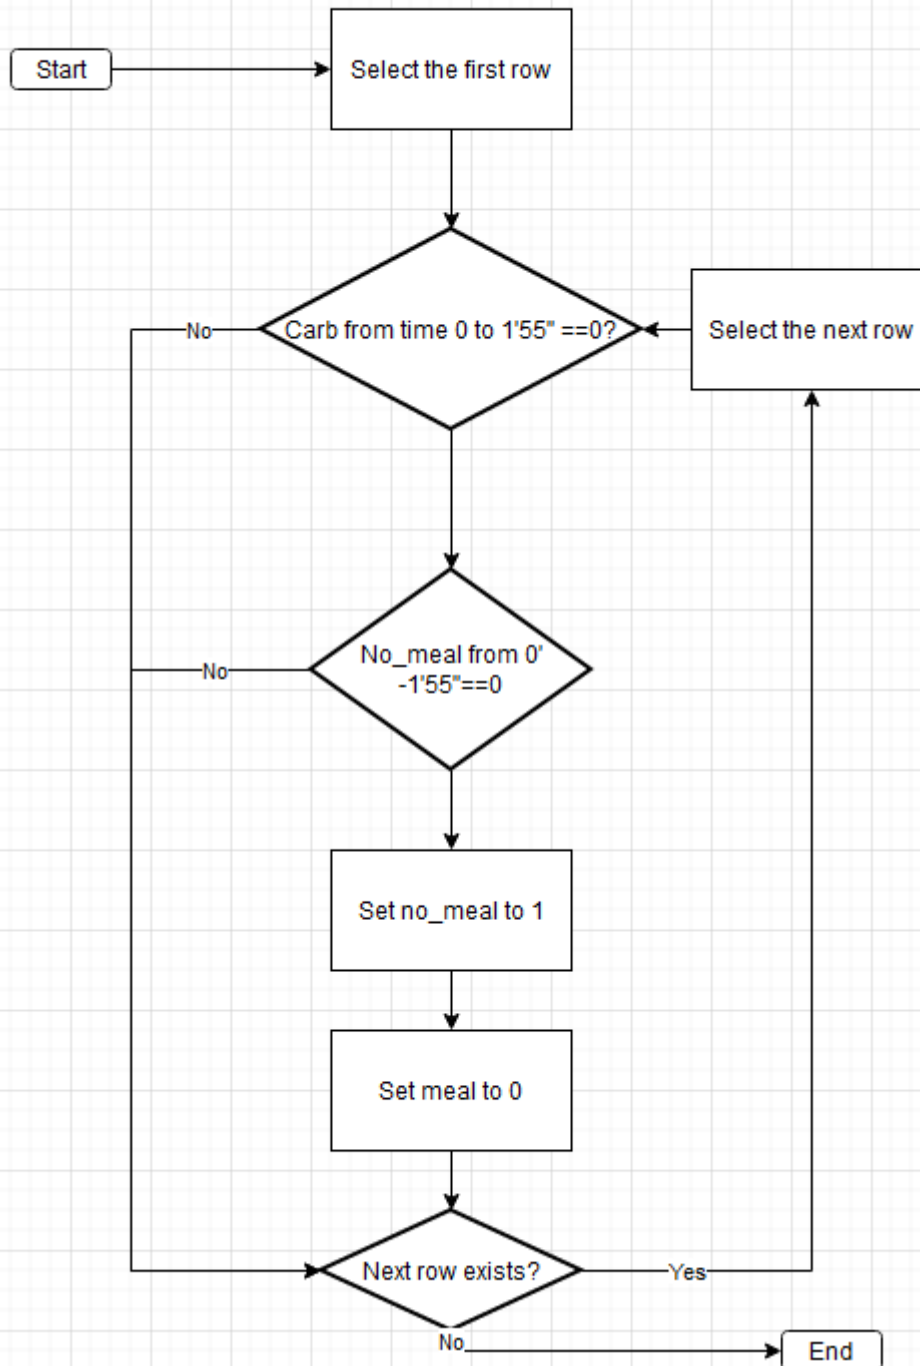 Start
Select the first row
Carb from time 0 to 1'55" ==0?
No
Select the next row
No_meal from 0'
-1'55"==0
No
Set no_meal to 1
Set meal to 0
Next row exists?
Yes
No
End